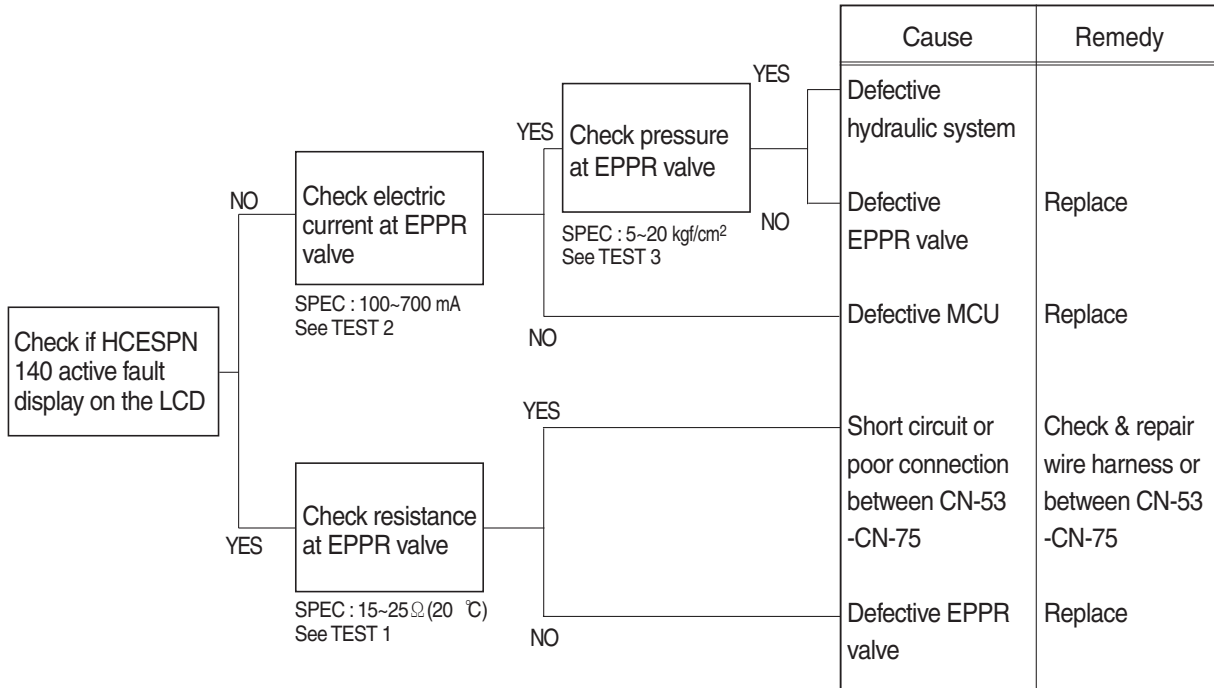 Cause
Remedy
YES
Defective
hydraulic system
YES
Check pressure
at EPPR valve
NO
Check electric
current at EPPR
valve
NO
Defective
EPPR valve
Replace
SPEC : 5~20 kgf/cm²
See TEST 3
SPEC : 100~700 mA
See TEST 2
NO
Defective MCU
Replace
Check if HCESPN
140 active fault
display on the LCD
YES
Short circuit or
poor connection
between CN-53
-CN-75
Check & repair
wire harness or
between CN-53
-CN-75
YES
Check resistance
at EPPR valve
SPEC : 15~25Ω(20 ℃)
See TEST 1
NO
Defective EPPR
valve
Replace